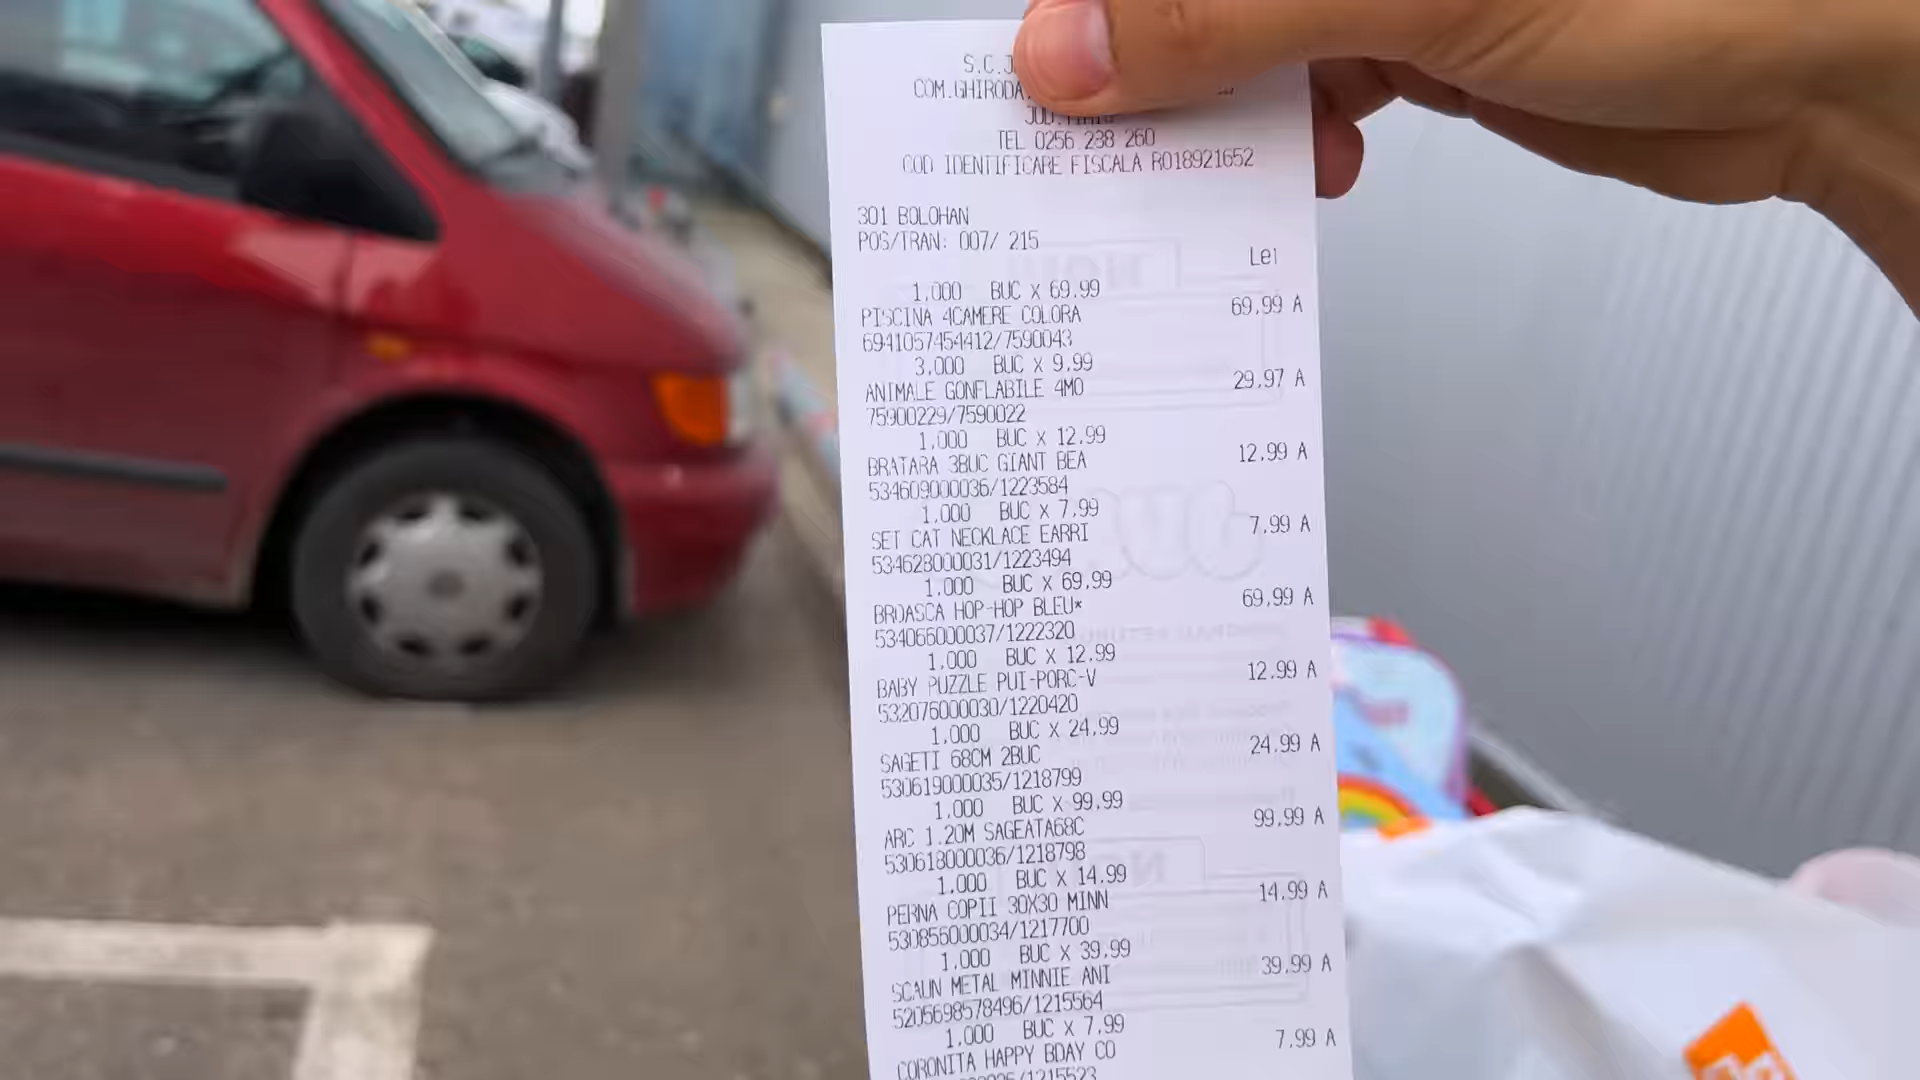 S.C.
COM.GHIRODA
TEL 0256 238 260
COD IDENTIFICARE FISCALA RO18921652
301 BOLOHAN
POS/TRAN: 007/ 215
Lei
1.000 BUC X 69.99
PISCINA 4CAMERE COLORA 69.99 A
6941057454412/7590043
3.000 BUC X 9.99
ANIMALE GONFLABILE 4MO 29.97 A
75900229/7590022
1.000 BUC X 12.99
BRATARA 3BUC GIANT BEA 12.99 A
534609000036/1223584
1.000 BUC X 7.99
SET CAT NECKLACE EARRI 7.99 A
534628000031/1223494
1.000 BUC X 69.99
BROASCA HOP-HOP BLEU* 69.99 A
534066000037/1222320
1.000 BUC X 12.99
BABY PUZZLE PUI-PORC-V 12.99 A
532076000030/1220420
1.000 BUC X 24.99
SAGETI 68CM 2BUC 24.99 A
530619000035/1218799
1.000 BUC X 99.99
ARC 1.20M SAGEATA68C 99.99 A
530618000036/1218798
1.000 BUC X 14.99
PERNA COPII 30X30 MINN 14.99 A
530856000034/1217700
1.000 BUC X 39.99
SCAUN METAL MINNIE ANI 39.99 A
5205698578496/1215564
1.000 BUC X 7.99
CORONITA HAPPY BDAY CO 7.99 A